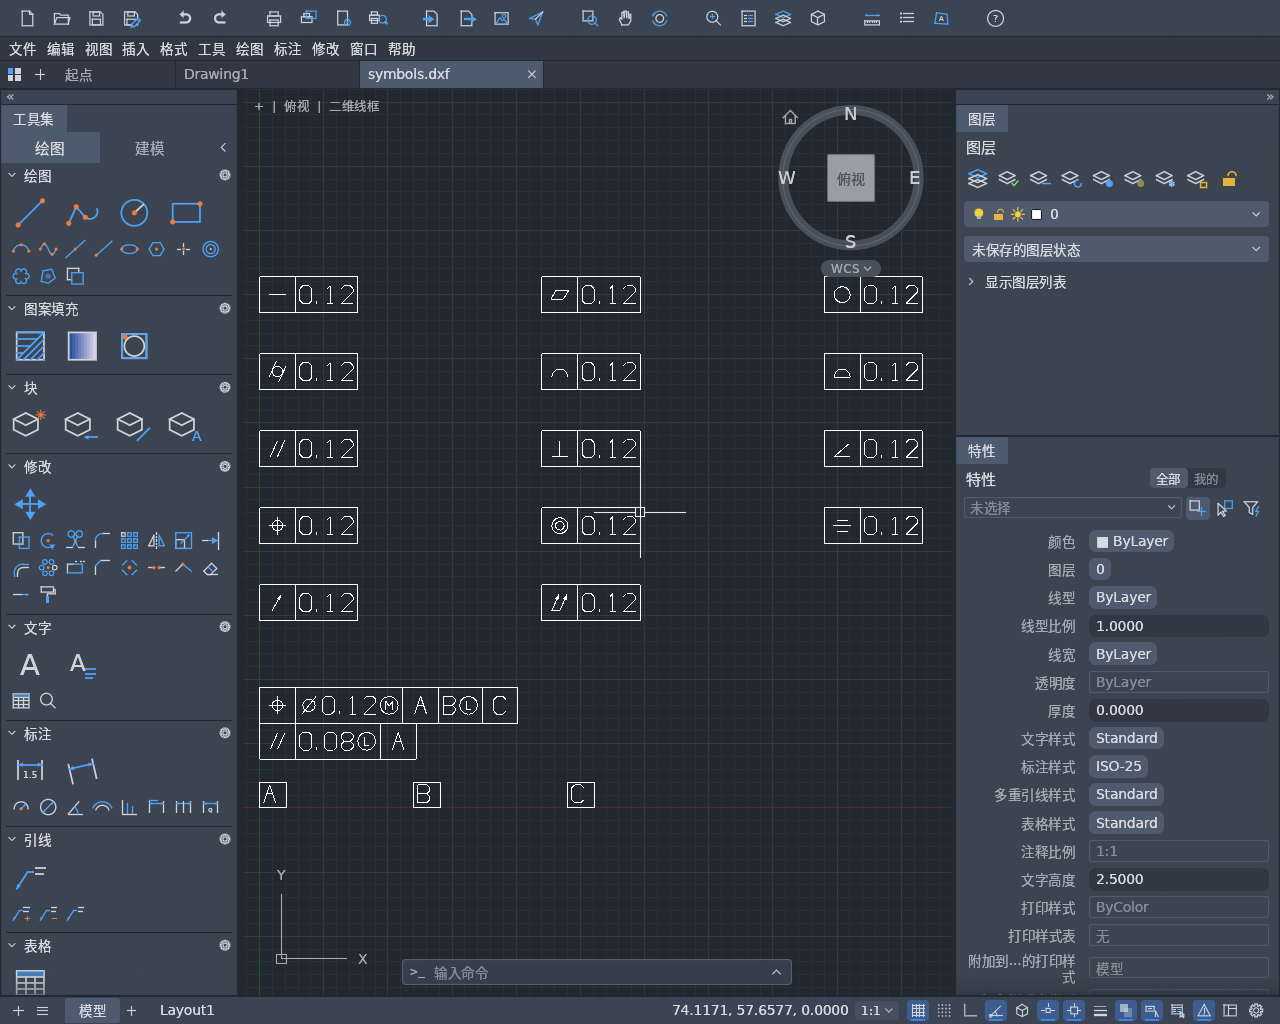 文件 编辑 视图 插入 格式 工具 绘图 标注 修改 窗口 帮助
起点 Drawing1 symbols.dxf
工具集
绘图 建模
绘图
图案填充
块
修改
文字
A A
标注
1.5
引线
表格
+ | 俯视 | 二维线框
N
W 俯视 E
S
WCS
0.12 0.12 0.12
0.12 0.12 0.12
0.12 0.12 0.12
0.12 0.12 0.12
0.12 0.12
⌀0.12Ⓜ A BⓁ C
0.08Ⓛ A
A B C
Y
X
>_ 输入命令
图层
图层
0
未保存的图层状态
显示图层列表
特性
特性 全部 我的
未选择
颜色 ByLayer
图层 0
线型 ByLayer
线型比例 1.0000
线宽 ByLayer
透明度 ByLayer
厚度 0.0000
文字样式 Standard
标注样式 ISO-25
多重引线样式 Standard
表格样式 Standard
注释比例 1:1
文字高度 2.5000
打印样式 ByColor
打印样式表 无
附加到...的打印样式 模型
模型 + Layout1
74.1171, 57.6577, 0.0000 1:1